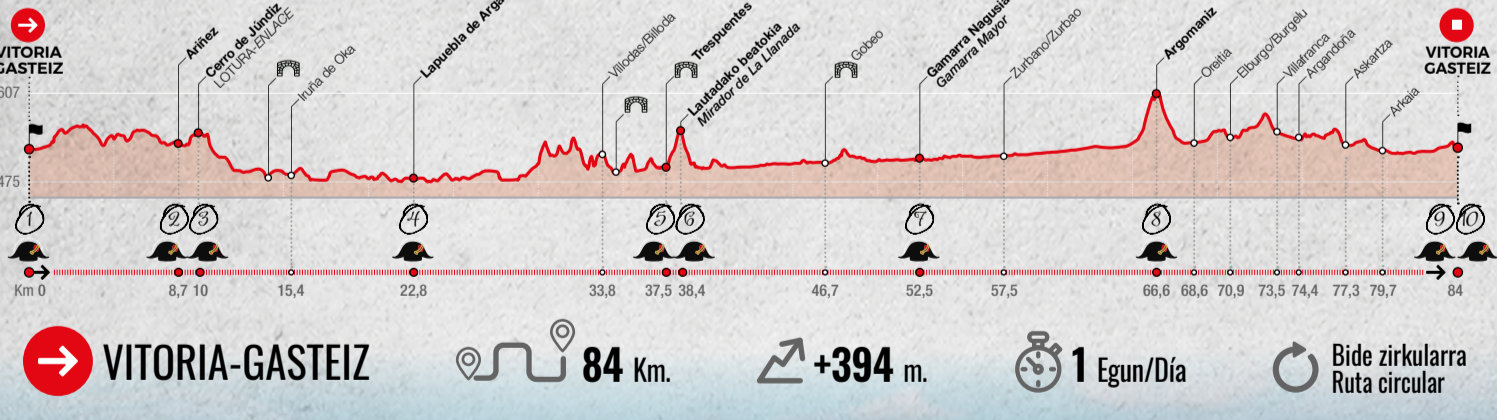 VITORIA
GASTEIZ
Ariñez
Cerro de Júndiz
LOTURA-ENLACE
Iruña de Oka
Lapuebla de Arga
Villodas/Billoda
Trespuentes
Lautadako beatokia
Mirador de La Llanada
Gobeo
Gamarra Nagusia
Gamarra Mayor
Zurbano/Zurbao
Argomaniz
Oreitia
Elburgo/Burgelu
Villafranca
Argandoña
Askartza
Arkaia
VITORIA
GASTEIZ
607
475
1 2 3 4 5 6 7 8 9 10
Km 0 8,7 10 15,4 22,8 33,8 37,5 38,4 46,7 52,5 57,5 66,6 68,6 70,9 73,5 74,4 77,3 79,7 84
VITORIA-GASTEIZ
84 Km.
+394 m.
1 Egun/Día
Bide zirkularra
Ruta circular